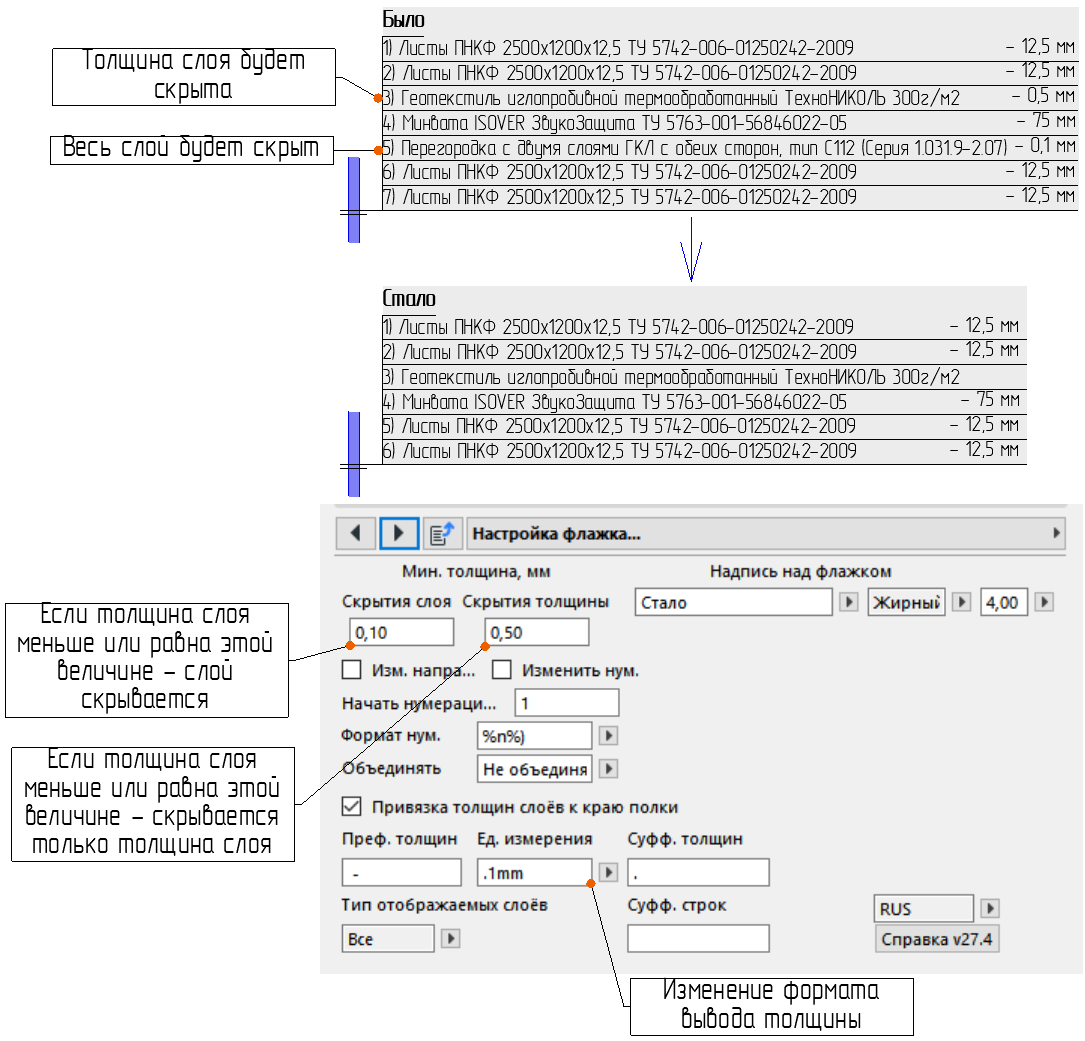 Было
1) Листы ПНКФ 2500х1200х12,5 ТУ 5742-006-01250242-2009 - 12,5 мм
2) Листы ПНКФ 2500х1200х12,5 ТУ 5742-006-01250242-2009 - 12,5 мм
3) Геотекстиль иглопробивной термообработанный ТехноНИКОЛЬ 300г/м2 - 0,5 мм
4) Минвата ISOVER ЗвукоЗащита ТУ 5763-001-56846022-05 - 75 мм
5) Перегородка с двумя слоями ГКЛ с обеих сторон, тип С112 (Серия 1.031.9-2.07) - 0,1 мм
6) Листы ПНКФ 2500х1200х12,5 ТУ 5742-006-01250242-2009 - 12,5 мм
7) Листы ПНКФ 2500х1200х12,5 ТУ 5742-006-01250242-2009 - 12,5 мм
Толщина слоя будет
скрыта
Весь слой будет скрыт
Стало
1) Листы ПНКФ 2500х1200х12,5 ТУ 5742-006-01250242-2009 - 12,5 мм
2) Листы ПНКФ 2500х1200х12,5 ТУ 5742-006-01250242-2009 - 12,5 мм
3) Геотекстиль иглопробивной термообработанный ТехноНИКОЛЬ 300г/м2
4) Минвата ISOVER ЗвукоЗащита ТУ 5763-001-56846022-05 - 75 мм
5) Листы ПНКФ 2500х1200х12,5 ТУ 5742-006-01250242-2009 - 12,5 мм
6) Листы ПНКФ 2500х1200х12,5 ТУ 5742-006-01250242-2009 - 12,5 мм
Настройка флажка...
Мин. толщина, мм Надпись над флажком
Скрытия слоя Скрытия толщины Стало Жирный 4,00
0,10 0,50
Изм. напра... Изменить нум.
Начать нумераци... 1
Формат нум. %n%)
Объединять Не объединя
Привязка толщин слоёв к краю полки
Преф. толщин Ед. измерения Суфф. толщин
- .1mm .
Тип отображаемых слоёв Суфф. строк RUS
Все Справка v27.4
Если толщина слоя
меньше или равна этой
величине - слой
скрывается
Если толщина слоя
меньше или равна этой
величине - скрывается
только толщина слоя
Изменение формата
вывода толщины